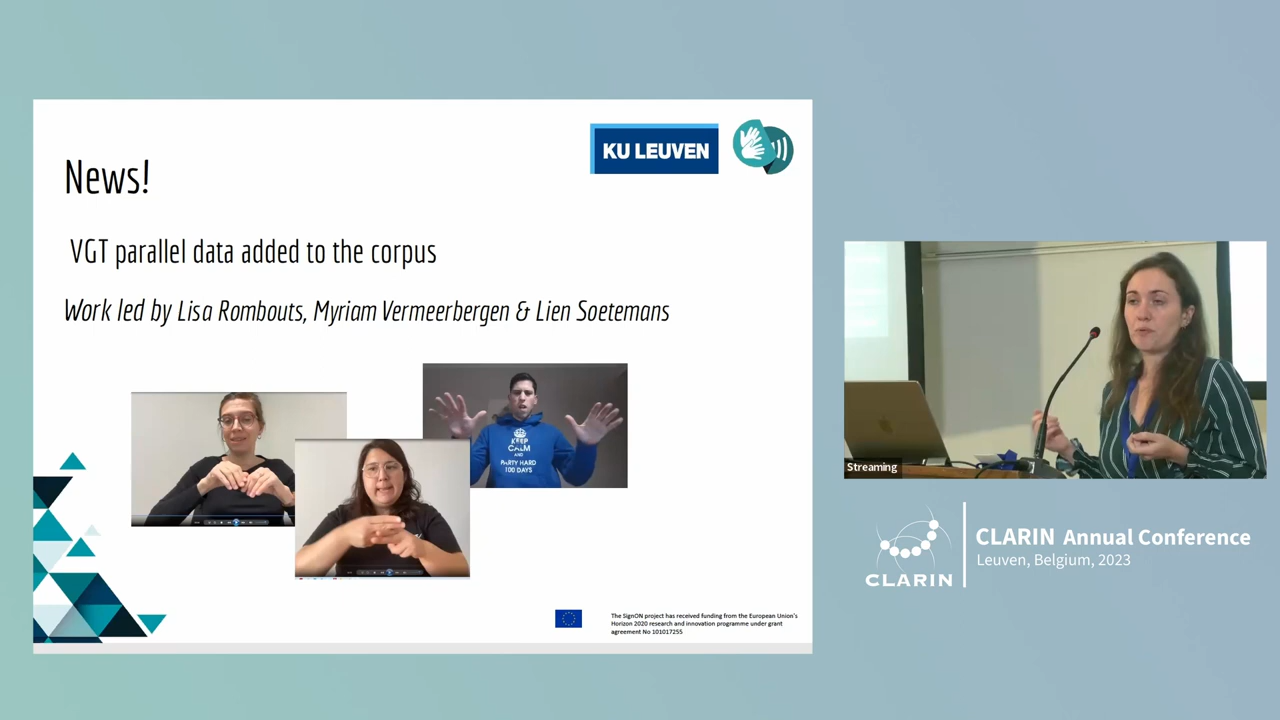 KU LEUVEN
News!
VGT parallel data added to the corpus
Work led by Lisa Rombouts, Myriam Vermeerbergen & Lien Soetemans
KEEP
CALM
AND
PARTY HARD
100 DAYS
The SignON project has received funding from the European Union's
Horizon 2020 research and innovation programme under grant
agreement No 101017255
Streaming
CLARIN
CLARIN Annual Conference
Leuven, Belgium, 2023